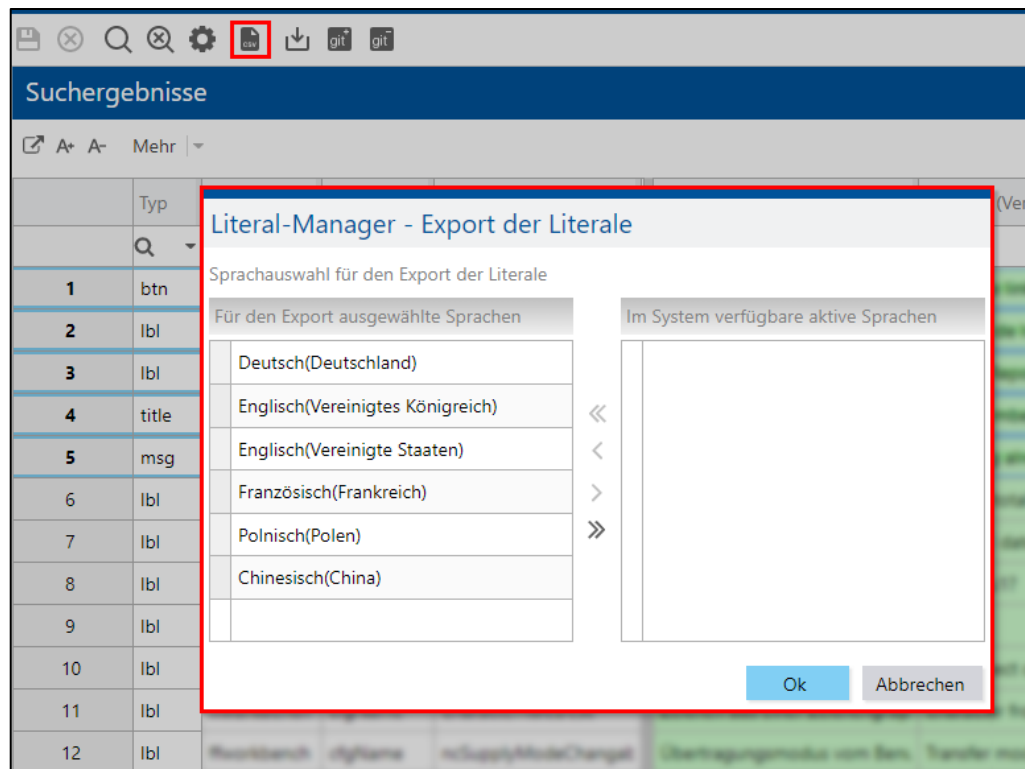 csv git+ git-
Suchergebnisse
A+ A- Mehr
Typ
Literal-Manager - Export der Literale
Sprachauswahl für den Export der Literale
Für den Export ausgewählte Sprachen
Im System verfügbare aktive Sprachen
Deutsch(Deutschland)
Englisch(Vereinigtes Königreich)
Englisch(Vereinigte Staaten)
Französisch(Frankreich)
Polnisch(Polen)
Chinesisch(China)
Ok Abbrechen
(Ver
1 btn
2 lbl
3 lbl
4 title
5 msg
6 lbl
7 lbl
8 lbl
9 lbl
10 lbl
11 lbl
12 lbl